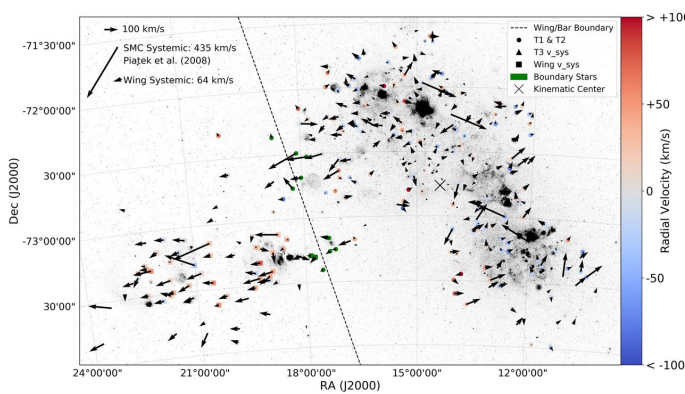 100 km/s
SMC Systemic: 435 km/s
Piatek et al. (2008)
Wing Systemic: 64 km/s
Wing/Bar Boundary
T1 & T2
T3 v_sys
Wing v_sys
Boundary Stars
Kinematic Center
-71°30'00"
-72°00'00"
30'00"
-73°00'00"
30'00"
Dec (J2000)
24°00'00"
21°00'00"
18°00'00"
15°00'00"
12°00'00"
RA (J2000)
> +100
+50
0
-50
< -100
Radial Velocity (km/s)